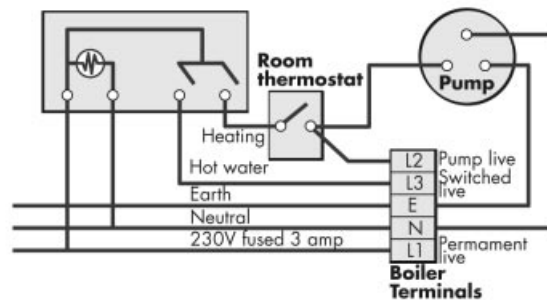 Room
thermostat
Pump
Heating
Hot water
Earth
Neutral
230V fused 3 amp
L2 Pump live
L3 Switched
live
E
N
L1 Permament
live
Boiler
Terminals